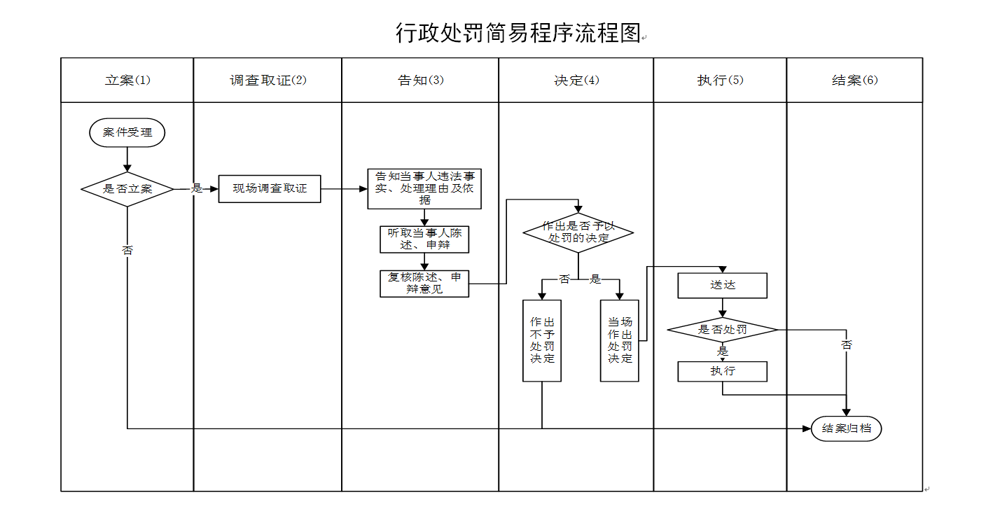 行政处罚简易程序流程图
立案(1)
调查取证(2)
告知(3)
决定(4)
执行(5)
结案(6)
案件受理
是否立案
是
否
现场调查取证
告知当事人违法事
实、处理理由及依
据
听取当事人陈
述、申辩
复核陈述、申
辩意见
作出是否予以
处罚的决定
否
是
作出
不予
处罚
决定
当场
作出
处罚
决定
送达
是否处罚
是
否
执行
结案归档